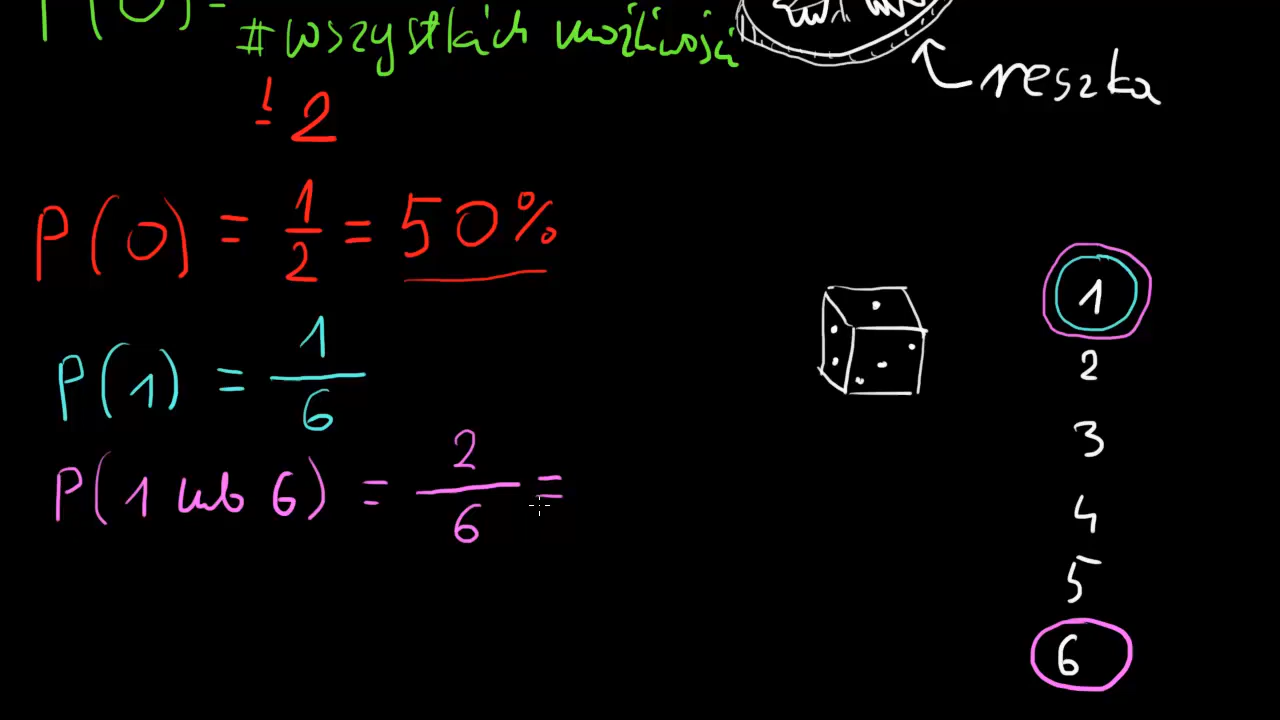 P(O)=
#wszystkich możliwości
reszka
! 2
P(O) = 1/2 = 50%
P(1) = 1/6
P(1 lub 6) = 2/6 =
1
2
3
4
5
6